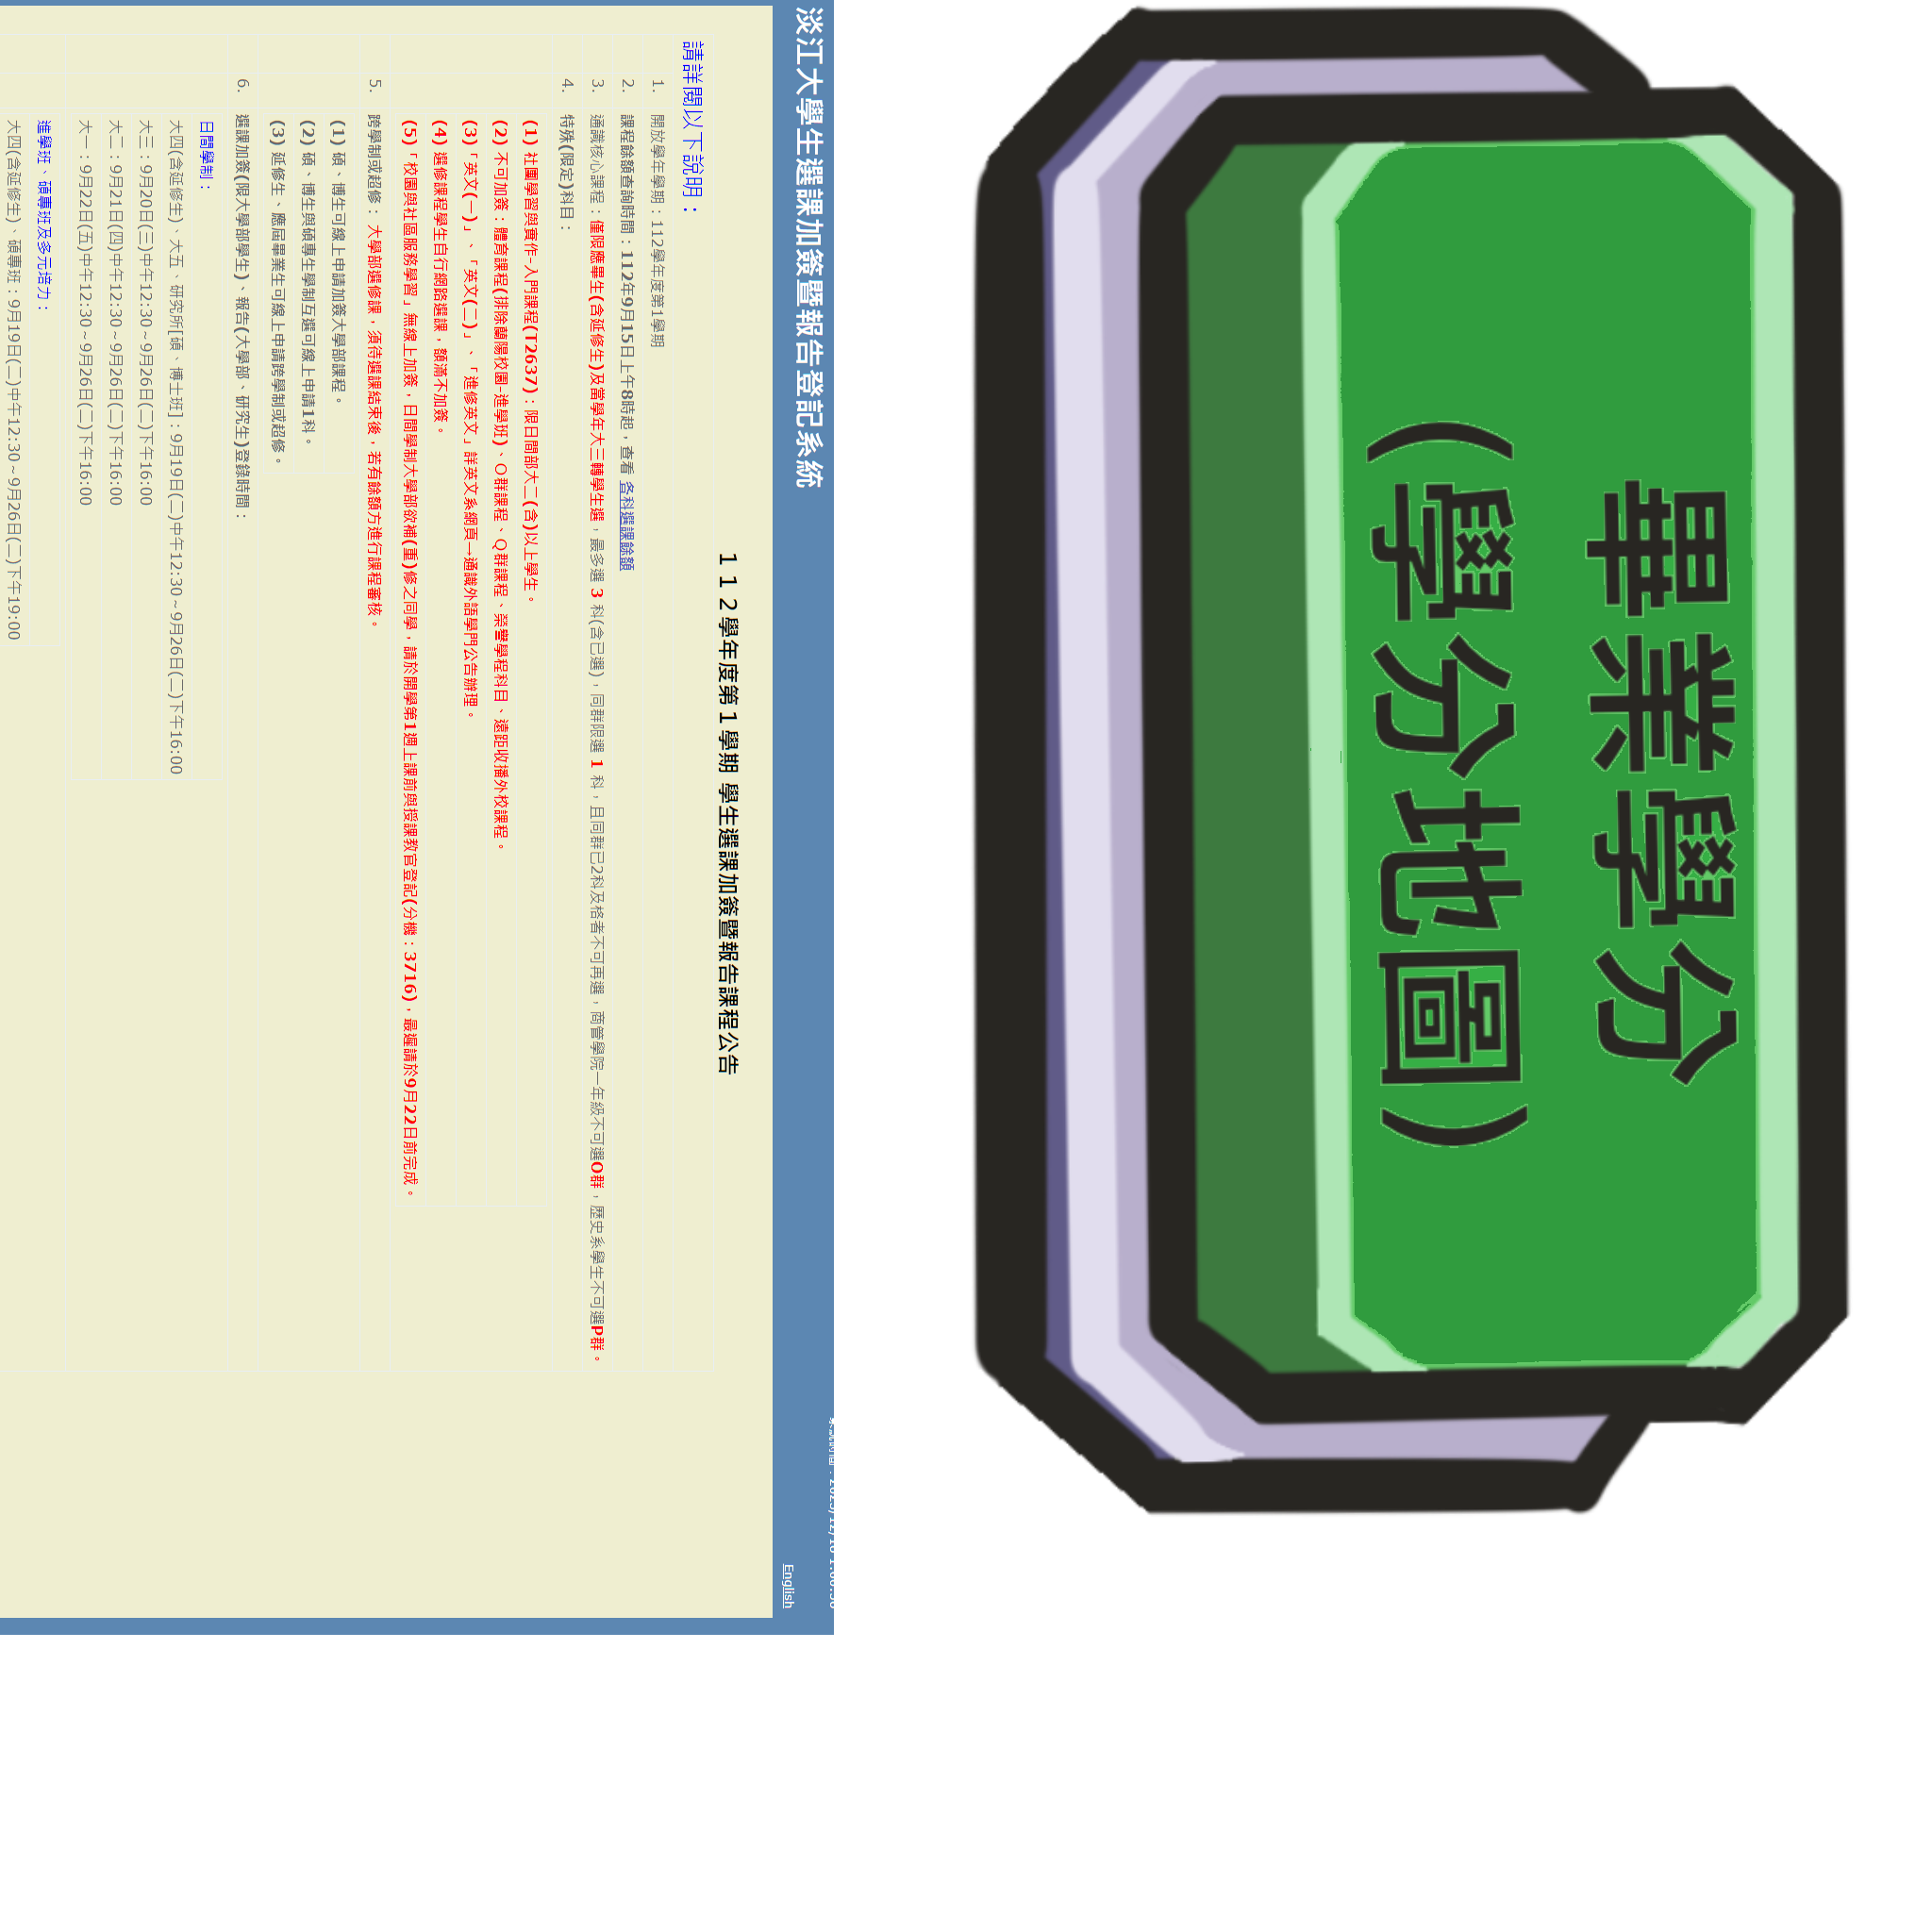 畢業學分
(學分地圖)
淡江大學生選課加簽暨報告登記系統
English
112學年度第1學期 學生選課加簽暨報告課程公告
請詳閱以下說明：
1. 開放學年學期：112學年度第1學期
2. 課程餘額查詢時間：112年9月15日上午8時起，查看 各科選課餘額
3. 通識核心課程：僅限應畢生(含延修生)及當學年大三轉學生選，最多選 3 科(含已選)，同群限選 1 科，且同群已2科及格者不可再選，商管學院一年級不可選O群，歷史系學生不可選P群。
4. 特殊(限定)科目：
(1) 社團學習與實作-入門課程(T2637)：限日間部大二(含)以上學生。
(2) 不可加簽：體育課程(排除蘭陽校園-進學班)、O群課程、Q群課程、榮譽學程科目、遠距收播外校課程。
(3)「英文(一)」、「英文(二)」、「進修英文」詳英文系網頁→通識外語學門公告辦理。
(4) 選修課程學生自行網路選課，額滿不加簽。
(5)「校園與社區服務學習」無線上加簽，日間學制大學部欲補(重)修之同學，請於開學第1週上課前與授課教官登記(分機：3716)，最遲請於9月22日前完成。
5. 跨學制或超修： 大學部選修課，須待選課結束後，若有餘額方進行課程審核。
(1) 碩、博生可線上申請加簽大學部課程。
(2) 碩、博生與碩專生學制互選可線上申請1科。
(3) 延修生、應屆畢業生可線上申請跨學制或超修。
6. 選課加簽(限大學部學生)、報告(大學部、研究生)登錄時間：
日間學制：
大四(含延修生)、大五、研究所[碩、博士班]：9月19日(二)中午12:30～9月26日(二)下午16:00
大三：9月20日(三)中午12:30～9月26日(二)下午16:00
大二：9月21日(四)中午12:30～9月26日(二)下午16:00
大一：9月22日(五)中午12:30～9月26日(二)下午16:00
進學班、碩專班及多元培力：
大四(含延修生)、碩專班：9月19日(二)中午12:30～9月26日(二)下午19:00